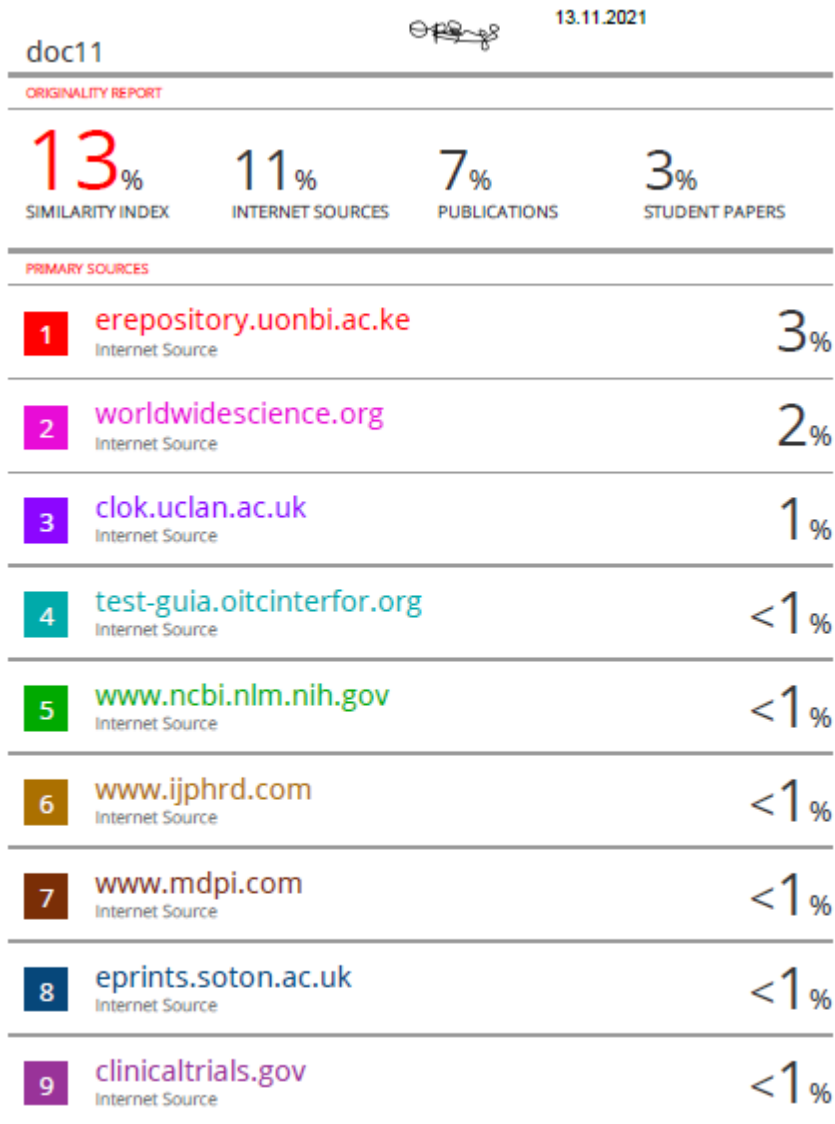 13.11.2021
doc11
ORIGINALITY REPORT
13% 11% 7% 3%
SIMILARITY INDEX INTERNET SOURCES PUBLICATIONS STUDENT PAPERS
PRIMARY SOURCES
1 erepository.uonbi.ac.ke 3%
Internet Source
2 worldwidescience.org 2%
Internet Source
3 clok.uclan.ac.uk 1%
Internet Source
4 test-guia.oitcinterfor.org <1%
Internet Source
5 www.ncbi.nlm.nih.gov <1%
Internet Source
6 www.ijphrd.com <1%
Internet Source
7 www.mdpi.com <1%
Internet Source
8 eprints.soton.ac.uk <1%
Internet Source
9 clinicaltrials.gov <1%
Internet Source